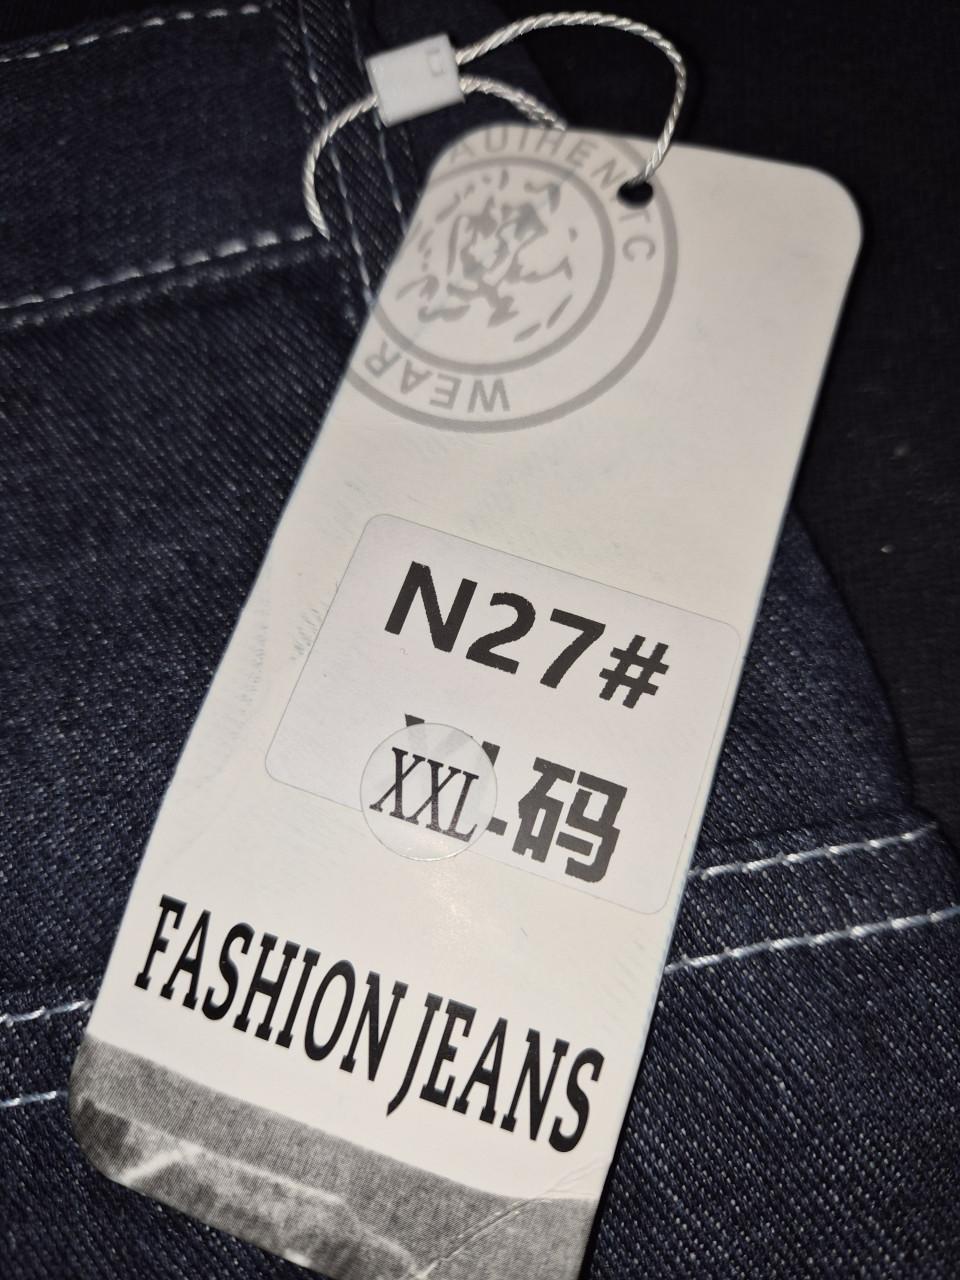 AUTHENTIC
WEAR
N27#
XXL 码
FASHION JEANS